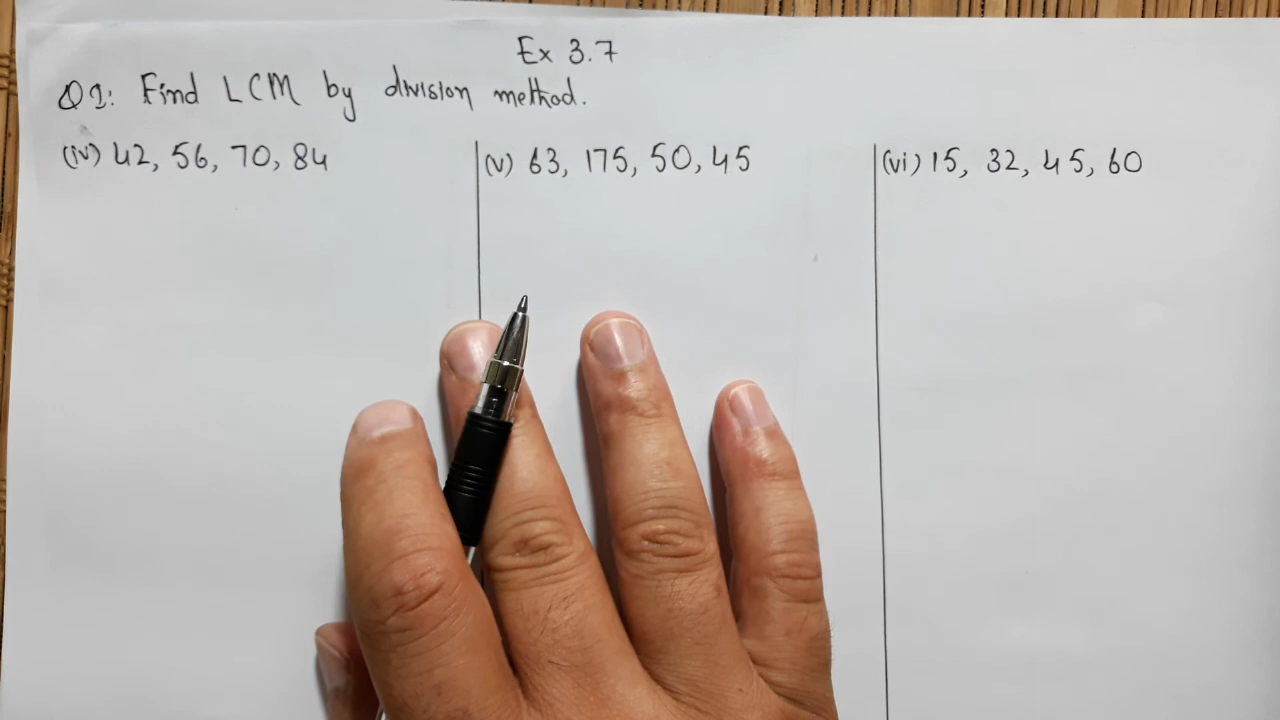 Ex 3.7
Q1: Find LCM by division method.
(iv) 42, 56, 70, 84
(v) 63, 175, 50, 45
(vi) 15, 32, 45, 60